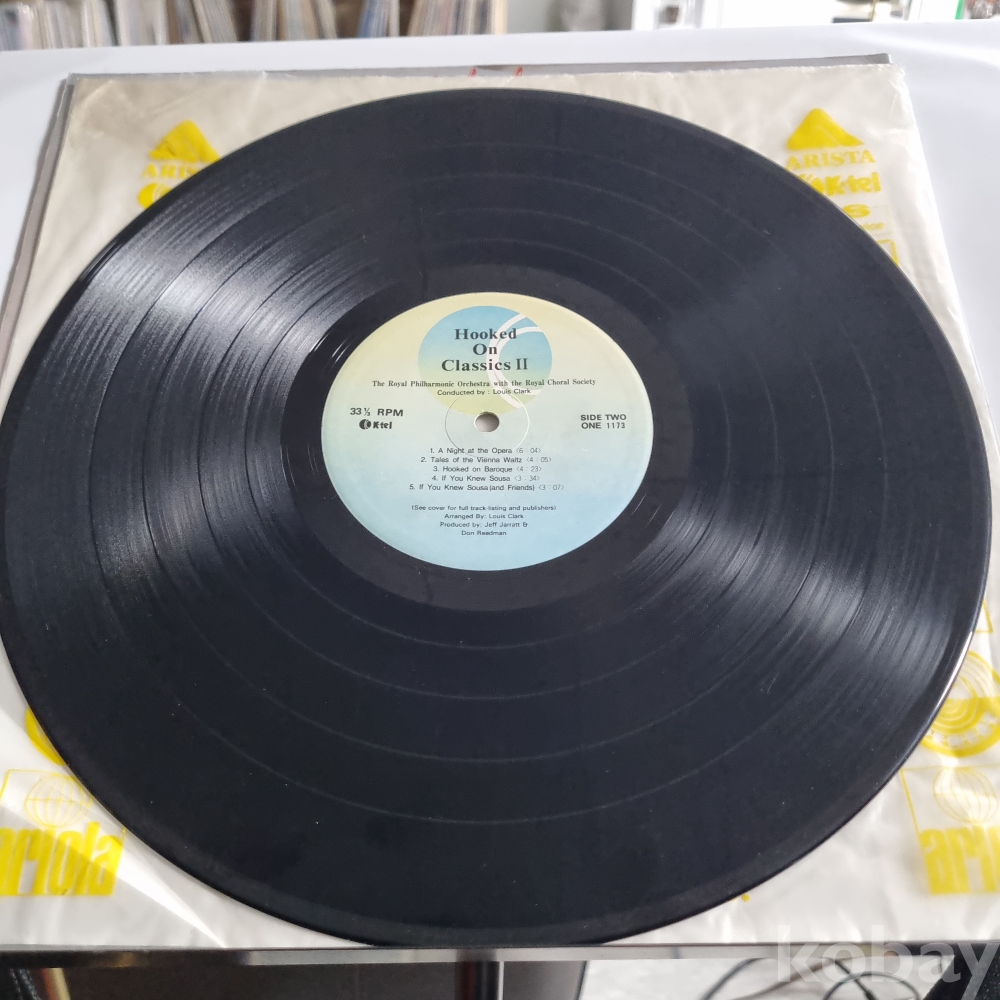 ARISTA
K-tel
Hooked
On
Classics II
The Royal Philharmonic Orchestra with the Royal Choral Society
Conducted by : Louis Clark
33⅓ RPM
K-tel
SIDE TWO
ONE 1173
1. A Night at the Opera <6 : 04>
2. Tales of the Vienna Waltz <4 : 05>
3. Hooked on Baroque <4 : 23>
4. If You Knew Sousa <3 : 34>
5. If You Knew Sousa (and Friends) <3 : 07>
(See cover for full track-listing and publishers)
Arranged By: Louis Clark
Produced by: Jeff Jarratt &
Don Reedman
ariola
kobay